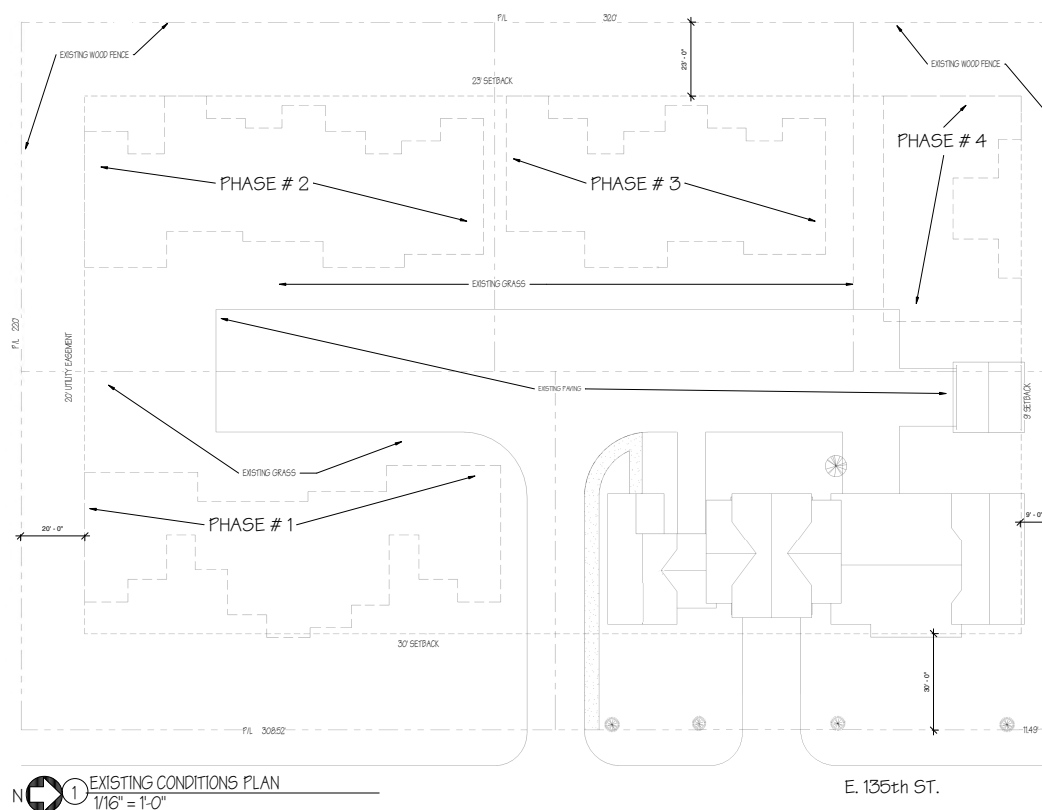 P/L 320'
EXISTING WOOD FENCE
23' - 0"
EXISTING WOOD FENCE
23' SETBACK
PHASE # 4
PHASE # 2
PHASE # 3
EXISTING GRASS
P/L 220'
20' UTILITY EASEMENT
EXISTING PAVING
9' SETBACK
EXISTING GRASS
PHASE # 1
20' - 0"
9' - 0"
30' SETBACK
30' - 0"
P/L 308.52'
11.49'
N
1
EXISTING CONDITIONS PLAN
1/16" = 1'-0"
E. 135th ST.